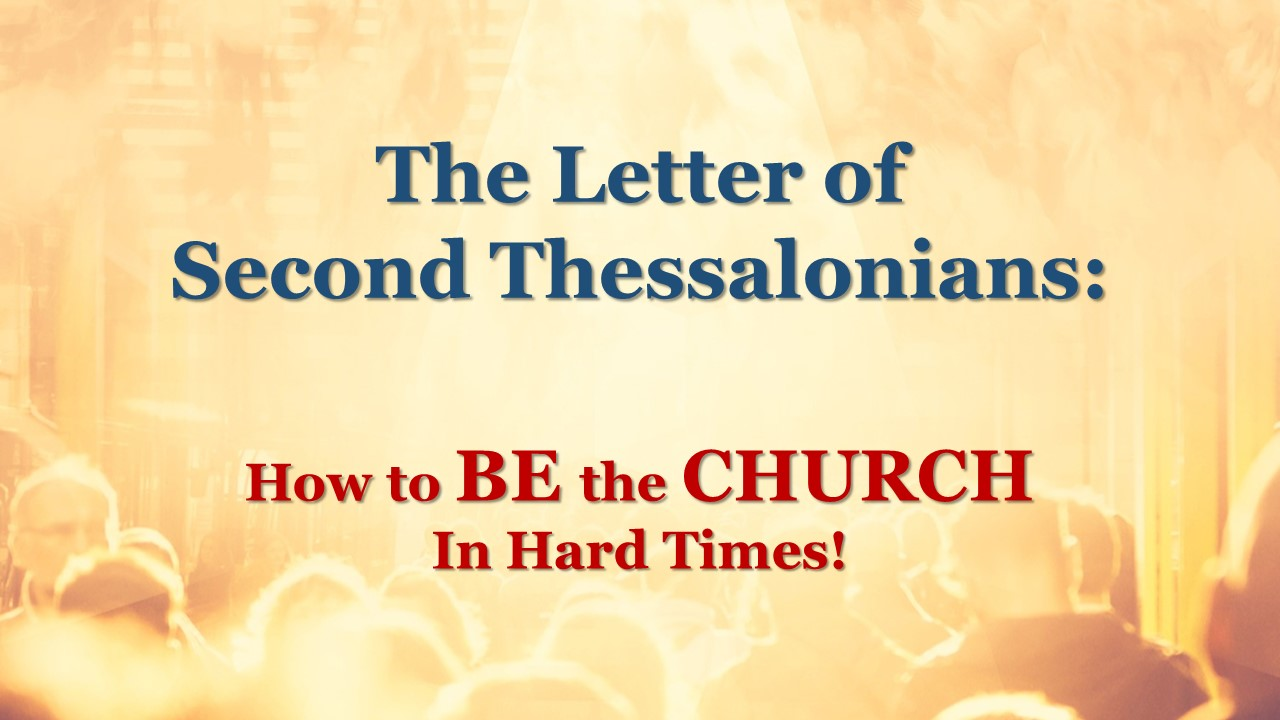 The Letter of
Second Thessalonians:
How to BE the CHURCH
In Hard Times!